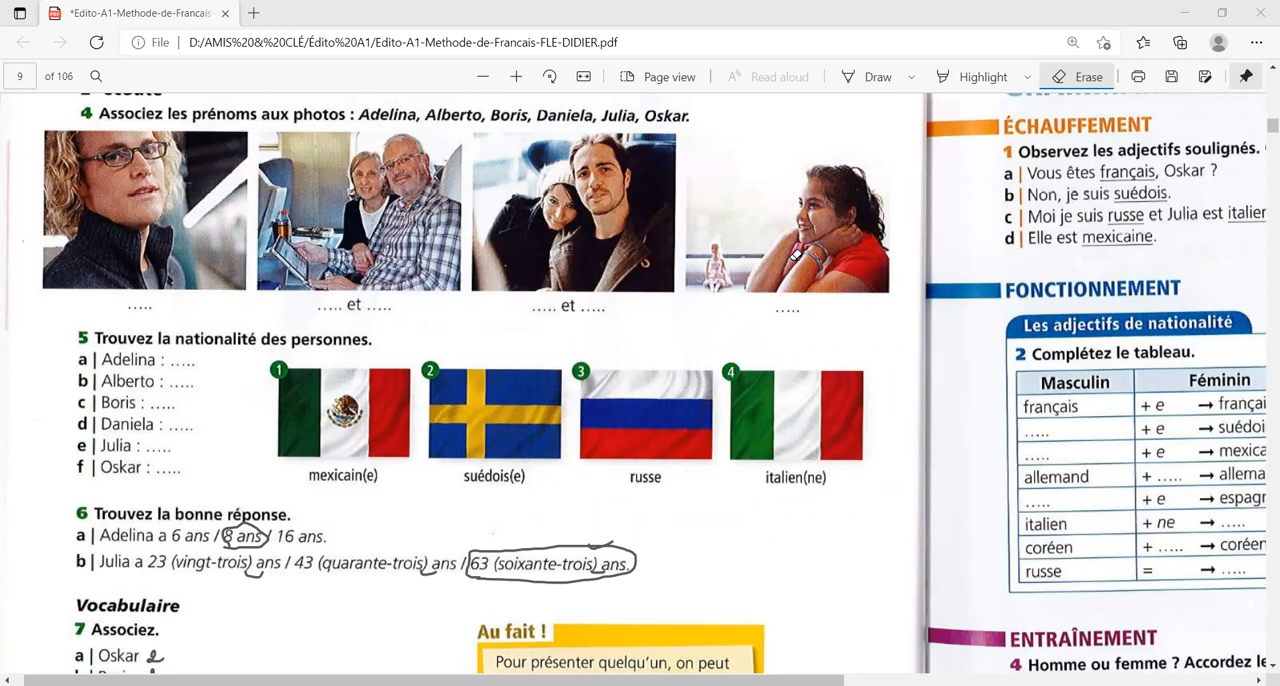 *Edito-A1-Methode-de-Francais
File | D:/AMIS%20&%20CLÉ/Édito%20A1/Edito-A1-Methode-de-Francais-FLE-DIDIER.pdf
9 of 106 Page view Read aloud Draw Highlight Erase
4 Associez les prénoms aux photos : Adelina, Alberto, Boris, Daniela, Julia, Oskar.
..... ..... et ..... ..... et ..... .....
5 Trouvez la nationalité des personnes.
a | Adelina : .....
b | Alberto : .....
c | Boris : .....
d | Daniela : .....
e | Julia : .....
f | Oskar : .....
1 2 3 4
mexicain(e) suédois(e) russe italien(ne)
6 Trouvez la bonne réponse.
a | Adelina a 6 ans / 8 ans / 16 ans.
b | Julia a 23 (vingt-trois) ans / 43 (quarante-trois) ans / 63 (soixante-trois) ans.
Vocabulaire
7 Associez.
a | Oskar 2
Au fait !
Pour présenter quelqu'un, on peut
ÉCHAUFFEMENT
1 Observez les adjectifs soulignés.
a | Vous êtes français, Oskar ?
b | Non, je suis suédois.
c | Moi je suis russe et Julia est italier
d | Elle est mexicaine.
FONCTIONNEMENT
Les adjectifs de nationalité
2 Complétez le tableau.
Masculin Féminin
français + e → françai
..... + e → suédoi
..... + e → mexica
allemand + ..... → allema
..... + e → espagn
italien + ne → .....
coréen + ..... → coréen
russe = → .....
ENTRAÎNEMENT
4 Homme ou femme ? Accordez le